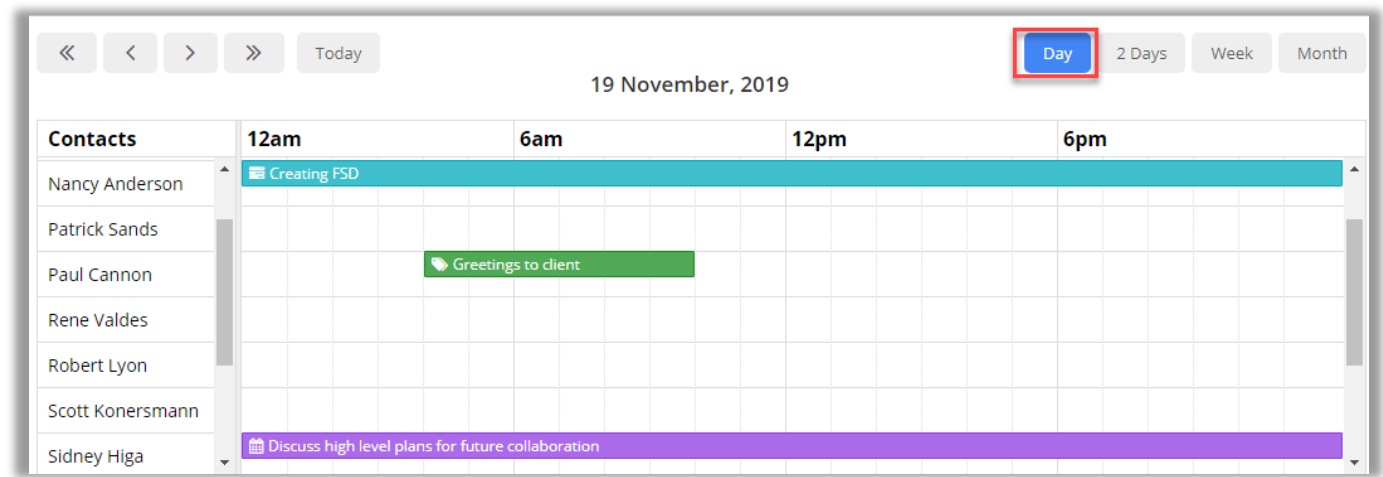 Today
Day 2 Days Week Month
19 November, 2019
Contacts 12am 6am 12pm 6pm
Nancy Anderson Creating FSD
Patrick Sands
Paul Cannon Greetings to client
Rene Valdes
Robert Lyon
Scott Konersmann
Sidney Higa Discuss high level plans for future collaboration